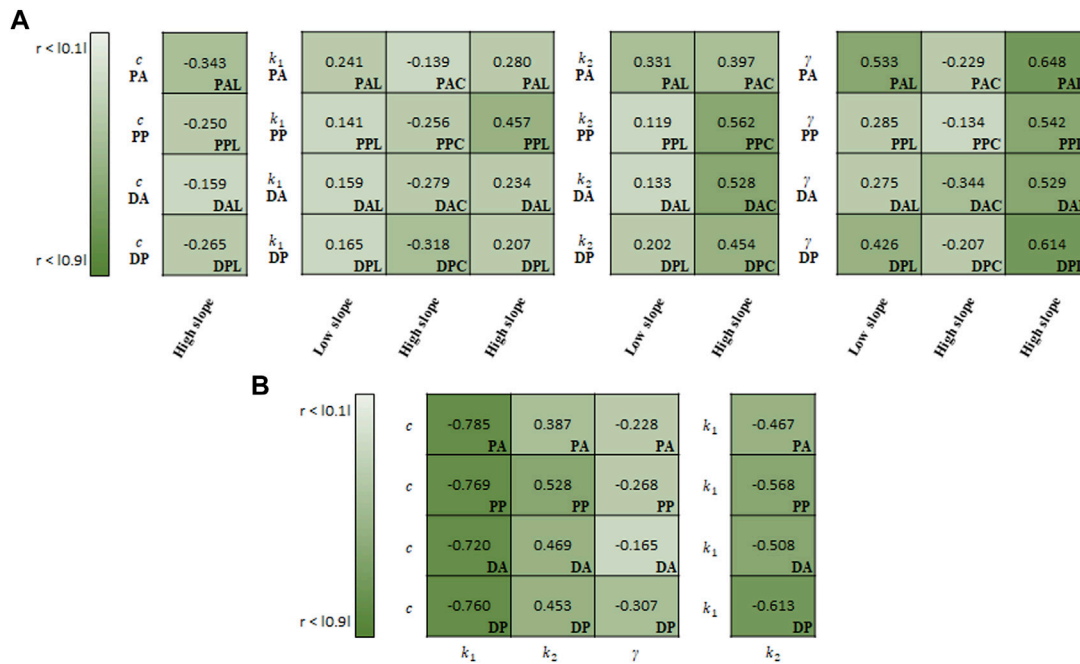 A
r < |0.1|
r < |0.9|
c PA -0.343 PAL k₁ PA 0.241 PAL -0.139 PAC 0.280 PAL k₂ PA 0.331 PAL 0.397 PAC γ PA 0.533 PAL -0.229 PAC 0.648 PAL
c PP -0.250 PPL k₁ PP 0.141 PPL -0.256 PPC 0.457 PPL k₂ PP 0.119 PPL 0.562 PPC γ PP 0.285 PPL -0.134 PPC 0.542 PPL
c DA -0.159 DAL k₁ DA 0.159 DAL -0.279 DAC 0.234 DAL k₂ DA 0.133 DAL 0.528 DAC γ DA 0.275 DAL -0.344 DAC 0.529 DAL
c DP -0.265 DPL k₁ DP 0.165 DPL -0.318 DPC 0.207 DPL k₂ DP 0.202 DPL 0.454 DPC γ DP 0.426 DPL -0.207 DPC 0.614 DPL
High slope Low slope High slope High slope Low slope High slope Low slope High slope High slope
B
r < |0.1|
r < |0.9|
c -0.785 PA 0.387 PA -0.228 PA k₁ -0.467 PA
c -0.769 PP 0.528 PP -0.268 PP k₁ -0.568 PP
c -0.720 DA 0.469 DA -0.165 DA k₁ -0.508 DA
c -0.760 DP 0.453 DP -0.307 DP k₁ -0.613 DP
k₁ k₂ γ k₂